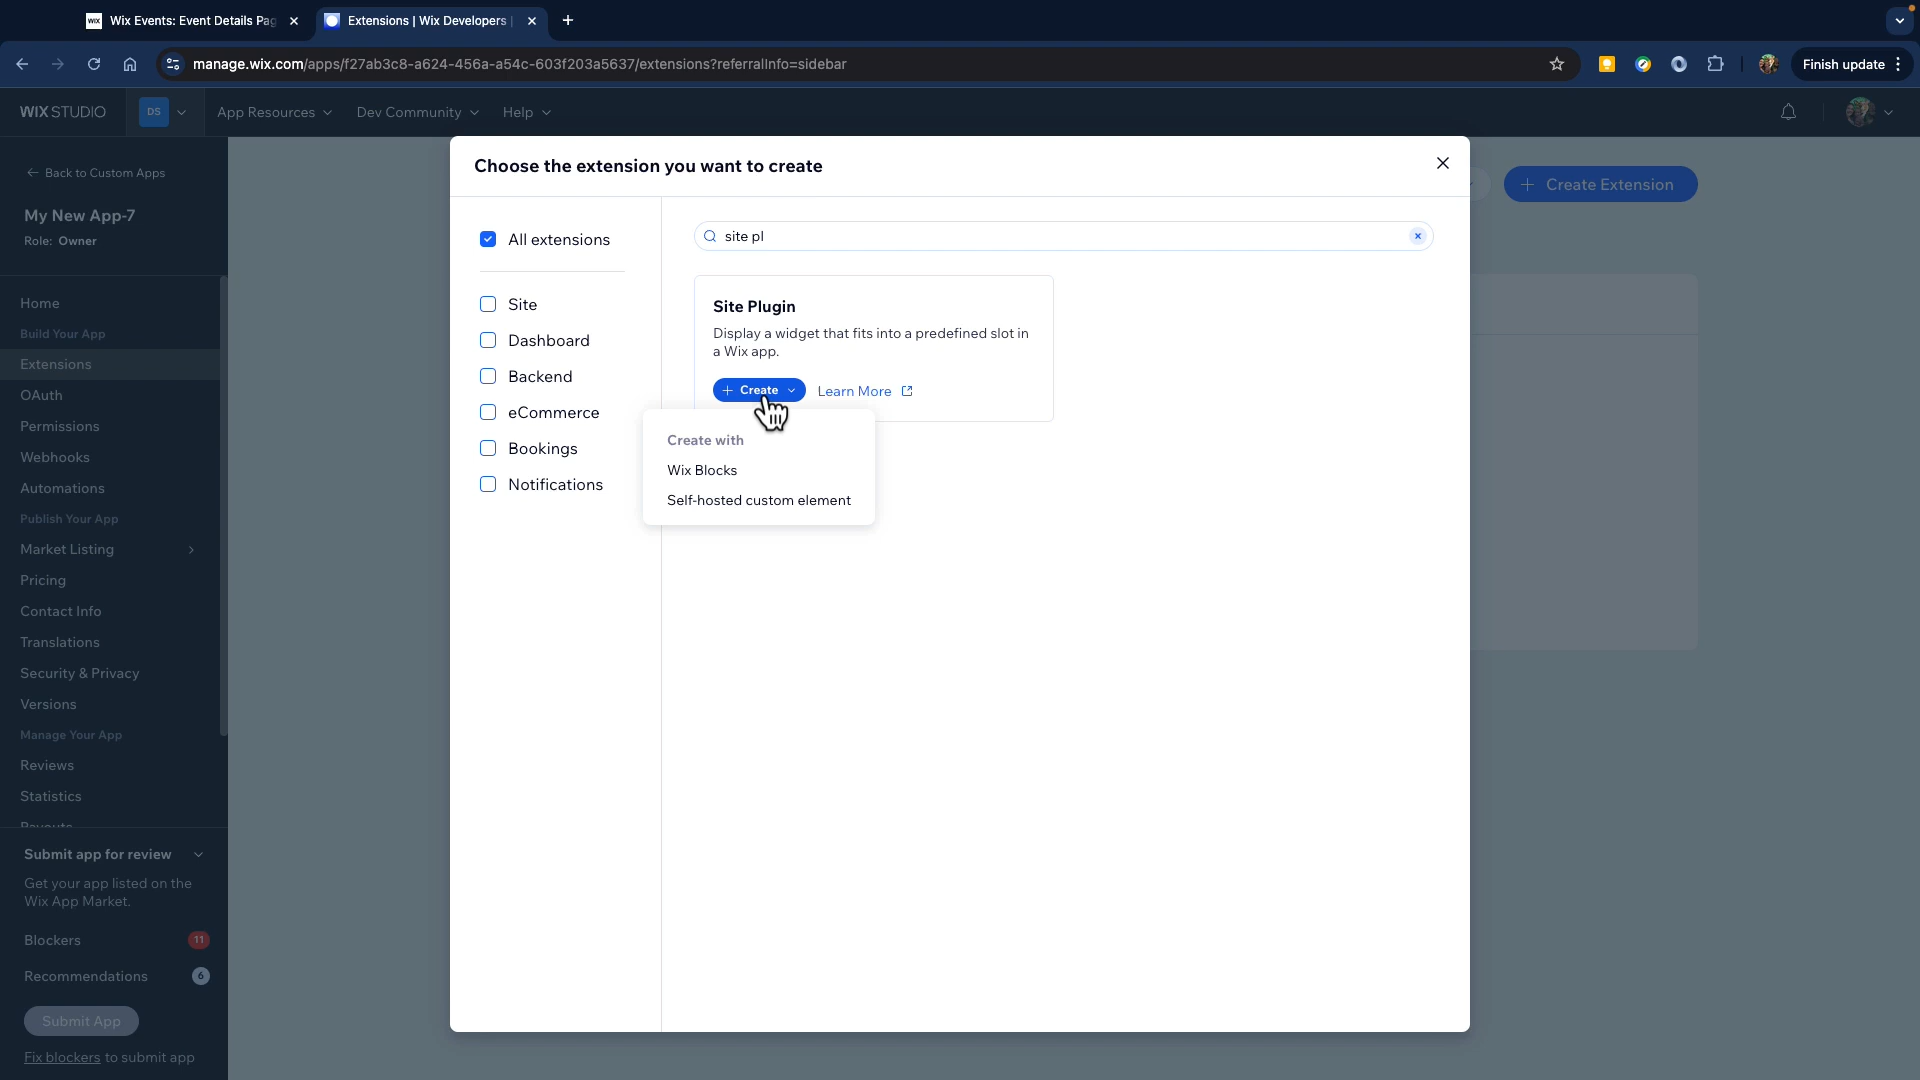 WIX
Wix Events: Event Details Pag
Extensions | Wix Developers |
manage.wix.com/apps/f27ab3c8-a624-456a-a54c-603f203a5637/extensions?referralInfo=sidebar
Finish update
WIX STUDIO
DS
App Resources
Dev Community
Help
Back to Custom Apps
My New App-7
Role: Owner
Home
Build Your App
Extensions
OAuth
Permissions
Webhooks
Automations
Publish Your App
Market Listing
Pricing
Contact Info
Translations
Security & Privacy
Versions
Manage Your App
Reviews
Statistics
Payouts
Submit app for review
Get your app listed on the
Wix App Market.
Blockers 11
Recommendations 6
Submit App
Fix blockers to submit app
Choose the extension you want to create
+ Create Extension
All extensions
Site
Dashboard
Backend
eCommerce
Bookings
Notifications
site pl
Site Plugin
Display a widget that fits into a predefined slot in
a Wix app.
+ Create
Learn More
Create with
Wix Blocks
Self-hosted custom element